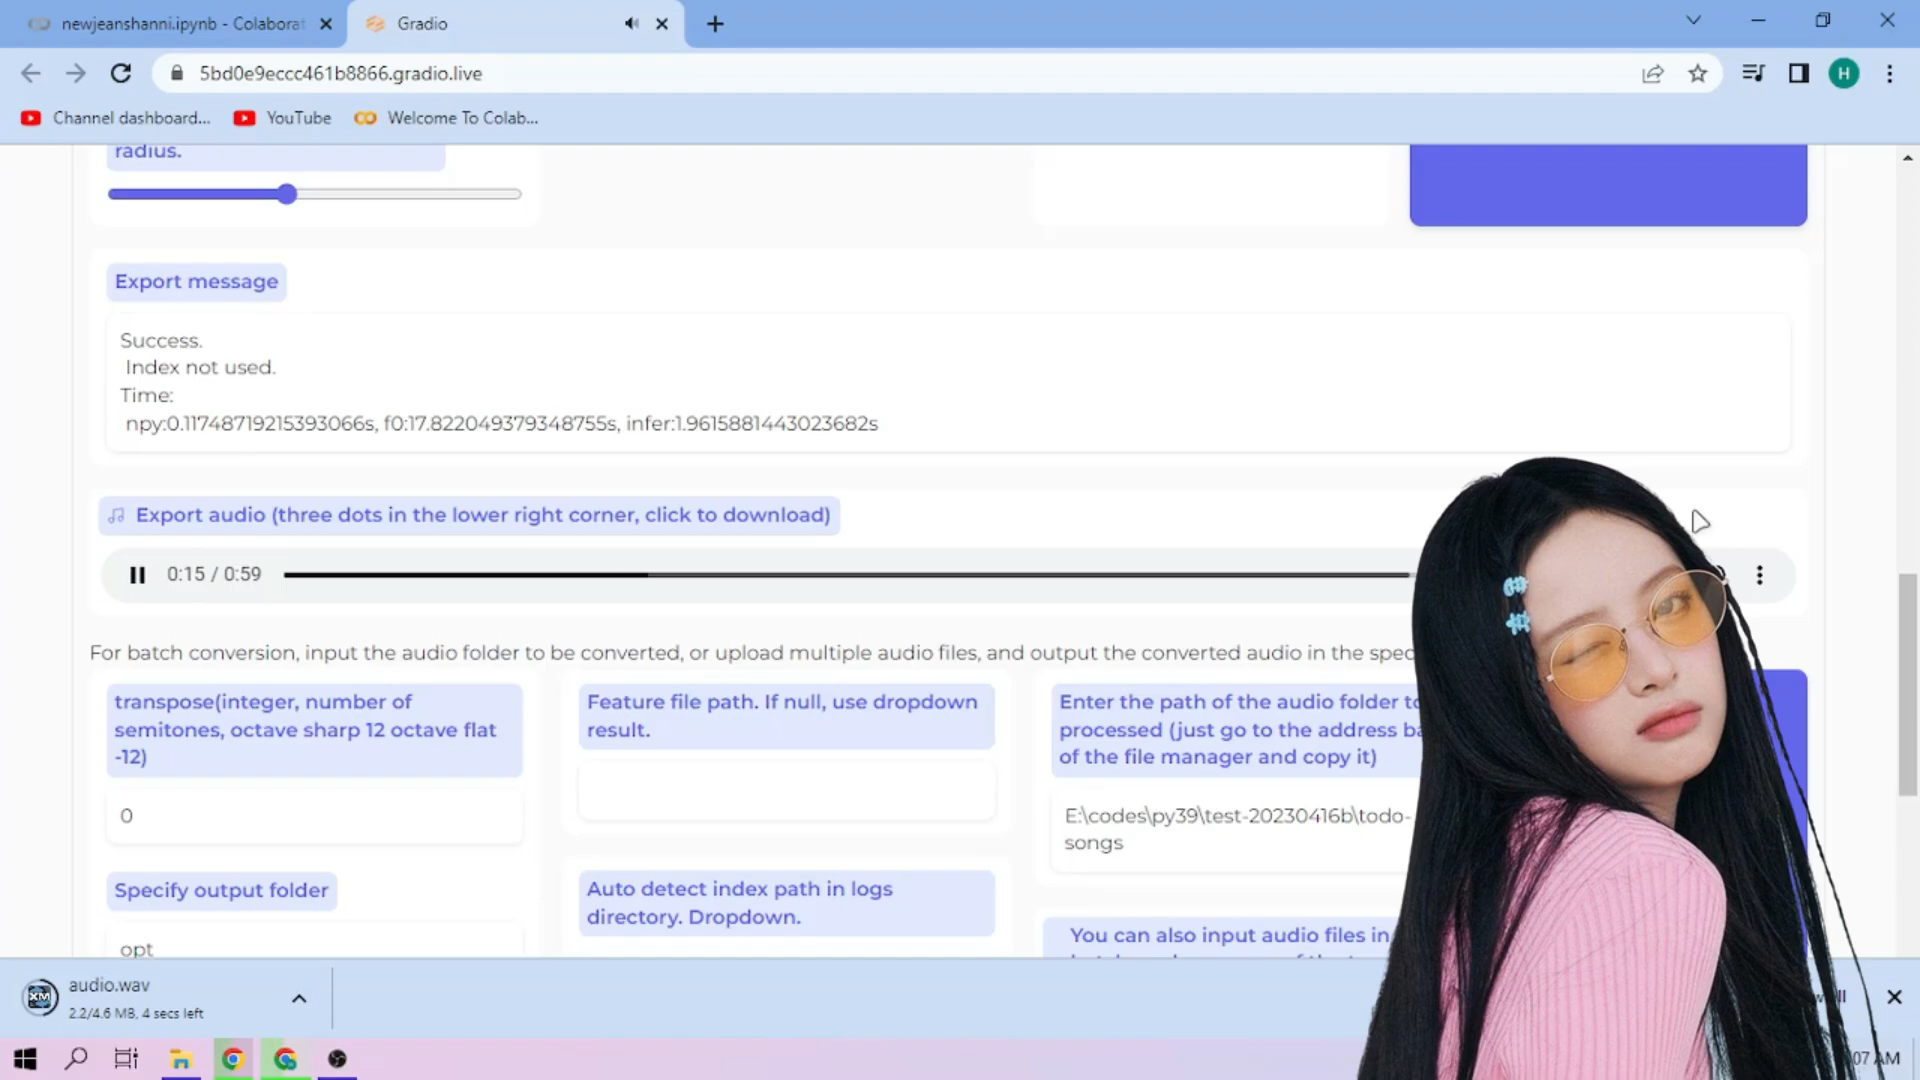 newjeanshanni.ipynb - Colaborat
Gradio
5bd0e9eccc461b8866.gradio.live
H
Channel dashboard...
YouTube
Welcome To Colab...
radius.
Export message
Success.
Index not used.
Time:
npy:0.11748719215393066s, f0:17.822049379348755s, infer:1.9615881443023682s
Export audio (three dots in the lower right corner, click to download)
0:15 / 0:59
For batch conversion, input the audio folder to be converted, or upload multiple audio files, and output the converted audio in the spec
transpose(integer, number of
semitones, octave sharp 12 octave flat
-12)
0
Specify output folder
opt
Feature file path. If null, use dropdown
result.
Auto detect index path in logs
directory. Dropdown.
Enter the path of the audio folder to
processed (just go to the address ba
of the file manager and copy it)
E:\codes\py39\test-20230416b\todo-
songs
You can also input audio files in
audio.wav
2.2/4.6 MB, 4 secs left
XM
07 AM